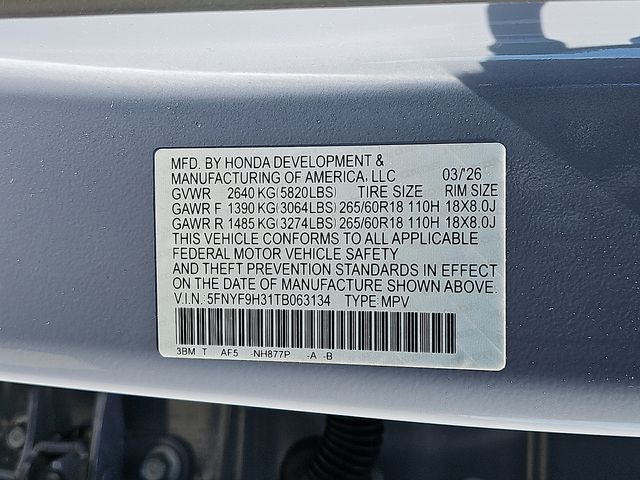 MFD. BY HONDA DEVELOPMENT &
MANUFACTURING OF AMERICA, LLC 03/'26
GVWR 2640 KG(5820LBS) TIRE SIZE RIM SIZE
GAWR F 1390 KG(3064LBS) 265/60R18 110H 18X8.0J
GAWR R 1485 KG(3274LBS) 265/60R18 110H 18X8.0J
THIS VEHICLE CONFORMS TO ALL APPLICABLE
FEDERAL MOTOR VEHICLE SAFETY
AND THEFT PREVENTION STANDARDS IN EFFECT
ON THE DATE OF MANUFACTURE SHOWN ABOVE.
V.I.N. 5FNYF9H31TB063134 TYPE MPV
3BM T AF5 -NH877P -A -B